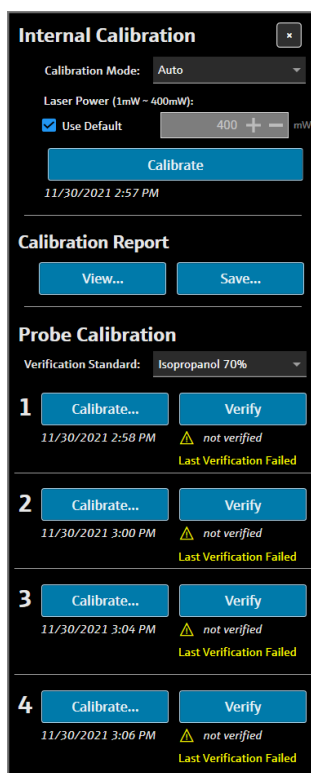 Internal Calibration
Calibration Mode: Auto
Laser Power (1mW ~ 400mW):
Use Default 400 mW
Calibrate
11/30/2021 2:57 PM
Calibration Report
View... Save...
Probe Calibration
Verification Standard: Isopropanol 70%
1 Calibrate... Verify
11/30/2021 2:58 PM not verified
Last Verification Failed
2 Calibrate... Verify
11/30/2021 3:00 PM not verified
Last Verification Failed
3 Calibrate... Verify
11/30/2021 3:04 PM not verified
Last Verification Failed
4 Calibrate... Verify
11/30/2021 3:06 PM not verified
Last Verification Failed